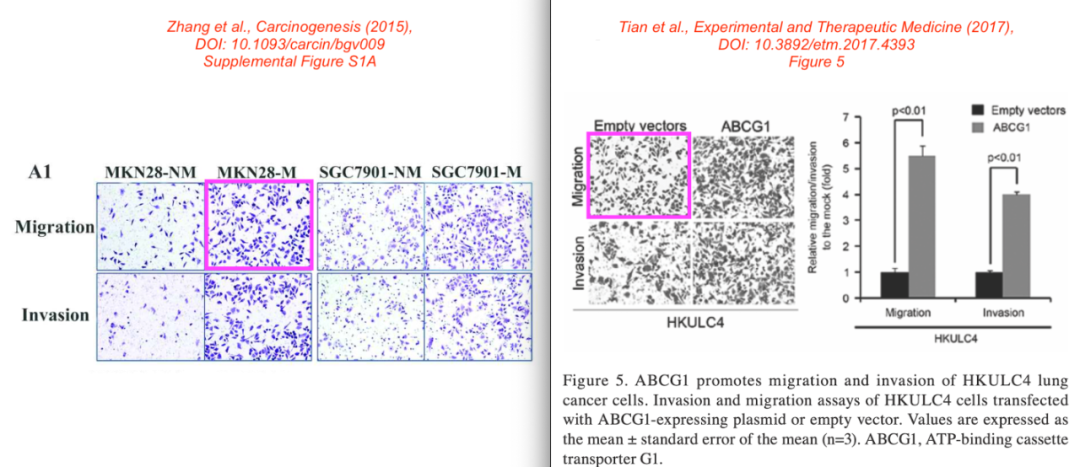 Zhang et al., Carcinogenesis (2015),
DOI: 10.1093/carcin/bgv009
Supplemental Figure S1A
A1
MKN28-NM MKN28-M SGC7901-NM SGC7901-M
Migration
Invasion
Tian et al., Experimental and Therapeutic Medicine (2017),
DOI: 10.3892/etm.2017.4393
Figure 5
Empty vectors ABCG1
Migration
Invasion
HKULC4
Relative migration/invasion
to the mock (fold)
7
6
5
4
3
2
1
0
p<0.01
p<0.01
Empty vectors
ABCG1
Migration Invasion
HKULC4
Figure 5. ABCG1 promotes migration and invasion of HKULC4 lung
cancer cells. Invasion and migration assays of HKULC4 cells transfected
with ABCG1-expressing plasmid or empty vector. Values are expressed as
the mean ± standard error of the mean (n=3). ABCG1, ATP-binding cassette
transporter G1.